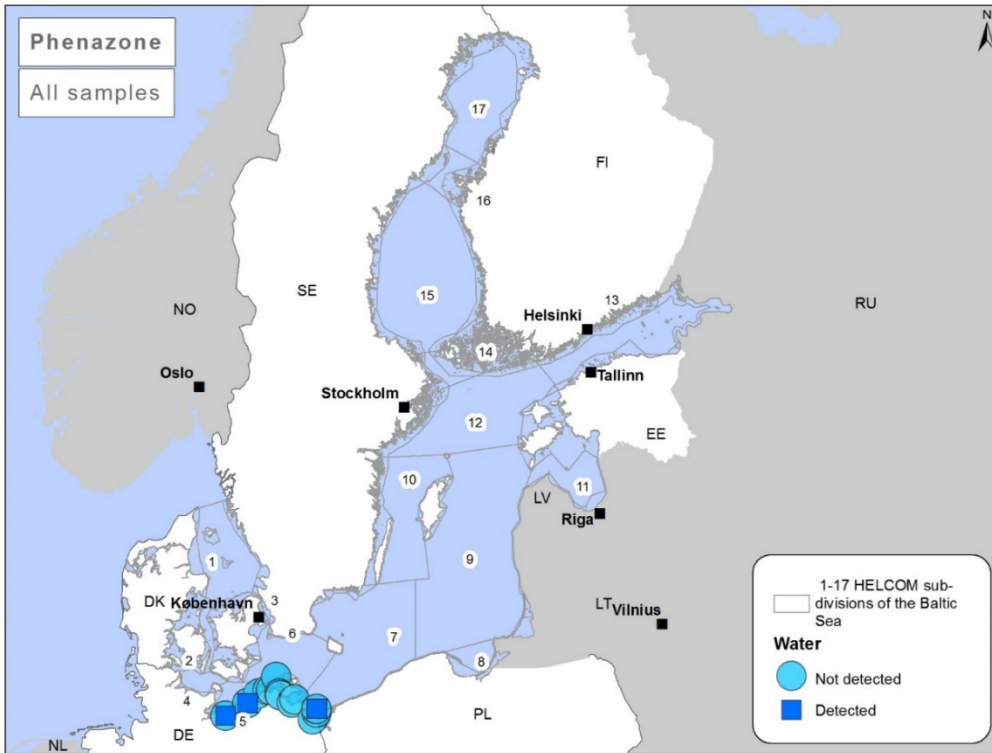 Phenazone
All samples
N
17
FI
16
SE
15
13
NO
RU
Helsinki
14
Oslo
Tallinn
Stockholm
12
EE
10
11
LV
Riga
9
1
DK
København
3
LT Vilnius
6
7
2
8
4
5
PL
DE
NL
1-17 HELCOM sub-
divisions of the Baltic
Sea
Water
Not detected
Detected